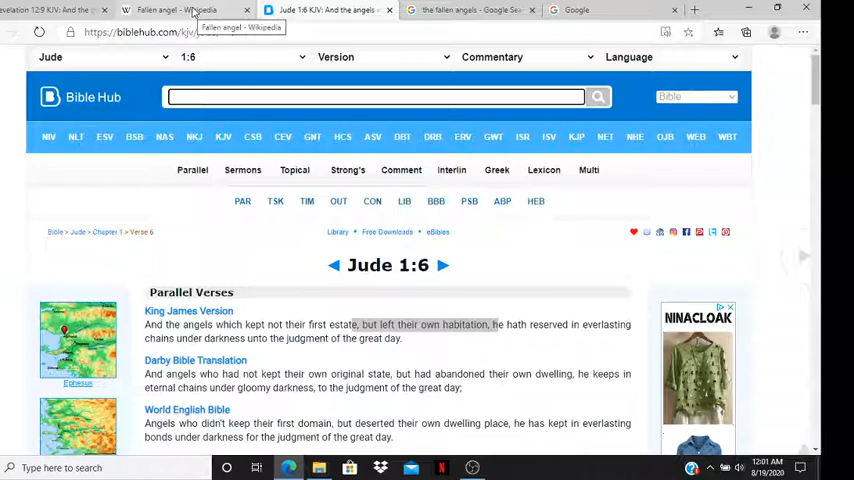 evelation 12:9 KJV: And the gr
Fallen angel - Wikipedia
Jude 1:6 KJV: And the angels
the fallen angels - Google Sea
Google
Fallen angel - Wikipedia
https://biblehub.com/kjv/jude
Jude 1:6 Version Commentary Language
Bible Hub
Bible
NIV NLT ESV BSB NAS NKJ KJV CSB CEV GNT HCS ASV DBT DRB ERV GWT ISR ISV KJP NET NHE OJB WEB WBT
Parallel Sermons Topical Strong's Comment Interlin Greek Lexicon Multi
PAR TSK TIM OUT CON LIB BBB PSB ABP HEB
Bible > Jude > Chapter 1 > Verse 6
Library • Free Downloads • eBibles
◄ Jude 1:6 ►
Parallel Verses
King James Version
And the angels which kept not their first estate, but left their own habitation, he hath reserved in everlasting
chains under darkness unto the judgment of the great day.
Darby Bible Translation
And angels who had not kept their own original state, but had abandoned their own dwelling, he keeps in
eternal chains under gloomy darkness, to the judgment of the great day;
World English Bible
Angels who didn't keep their first domain, but deserted their own dwelling place, he has kept in everlasting
bonds under darkness for the judgment of the great day.
Ephesus
NINACLOAK
Type here to search
12:01 AM
8/19/2020